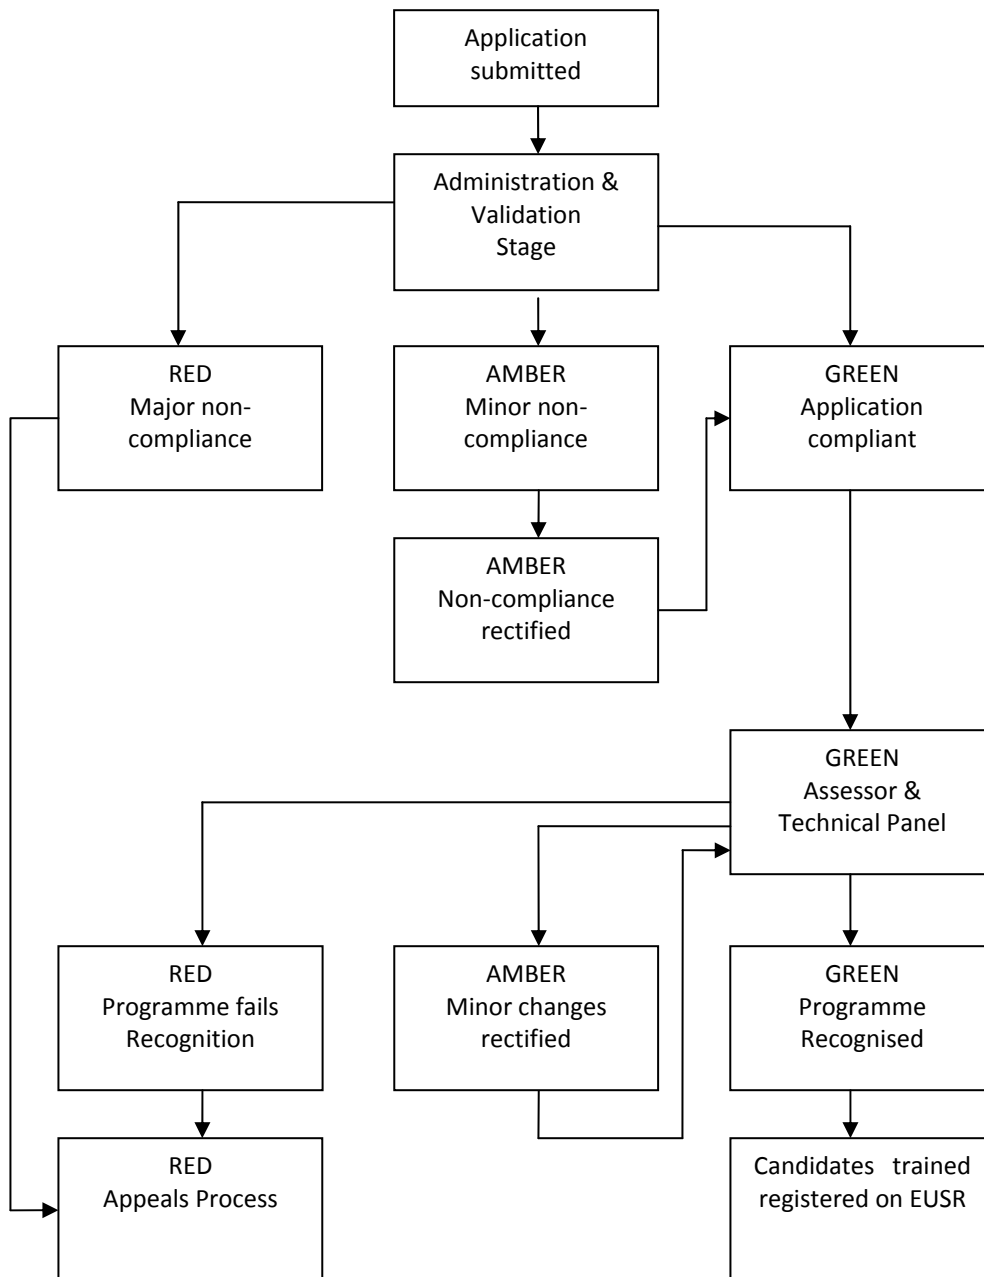 Application
submitted
Administration &
Validation
Stage
RED
Major non-
compliance
AMBER
Minor non-
compliance
GREEN
Application
compliant
AMBER
Non-compliance
rectified
GREEN
Assessor &
Technical Panel
RED
Programme fails
Recognition
AMBER
Minor changes
rectified
GREEN
Programme
Recognised
RED
Appeals Process
Candidates trained
registered on EUSR